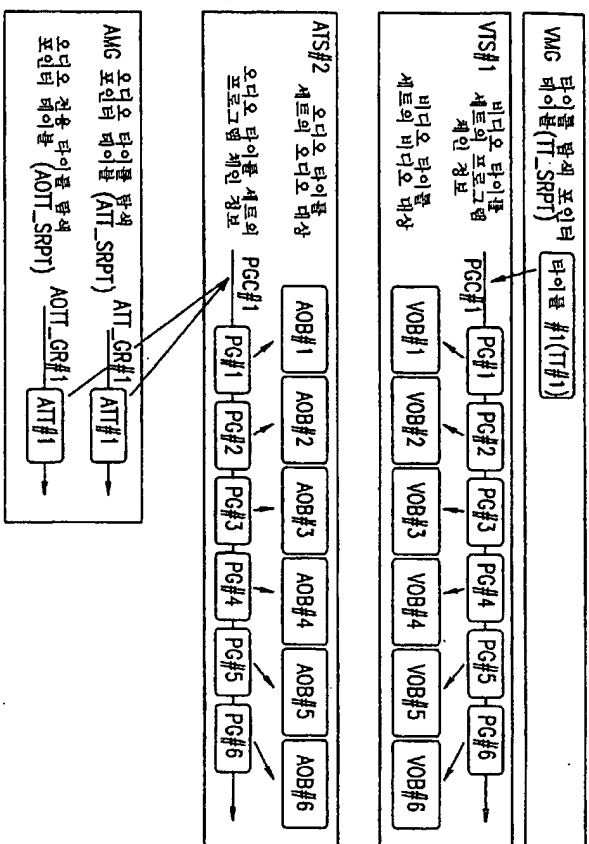 VMG
타이틀 탐색 포인터
테이블(TT_SRPT)
타이틀 #1(TT#1)
VTS#1
비디오 타이틀
세트의 프로그램
체인 정보
PGC#1
PG#1
PG#2
PG#3
PG#4
PG#5
PG#6
비디오 타이틀
세트의 비디오 대상
VOB#1
VOB#2
VOB#3
VOB#4
VOB#5
VOB#6
ATS#2
오디오 타이틀
세트의 오디오 대상
AOB#1
AOB#2
AOB#3
AOB#4
AOB#5
AOB#6
오디오 타이틀 세트의
프로그램 체인 정보
PGC#1
PG#1
PG#2
PG#3
PG#4
PG#5
PG#6
AMG
오디오 타이틀 탐색
포인터 테이블 (ATT_SRPT)
ATT_GR#1
ATT#1
오디오 전용 타이틀 탐색
포인터 테이블 (AOTT_SRPT)
AOTT_GR#1
ATT#1